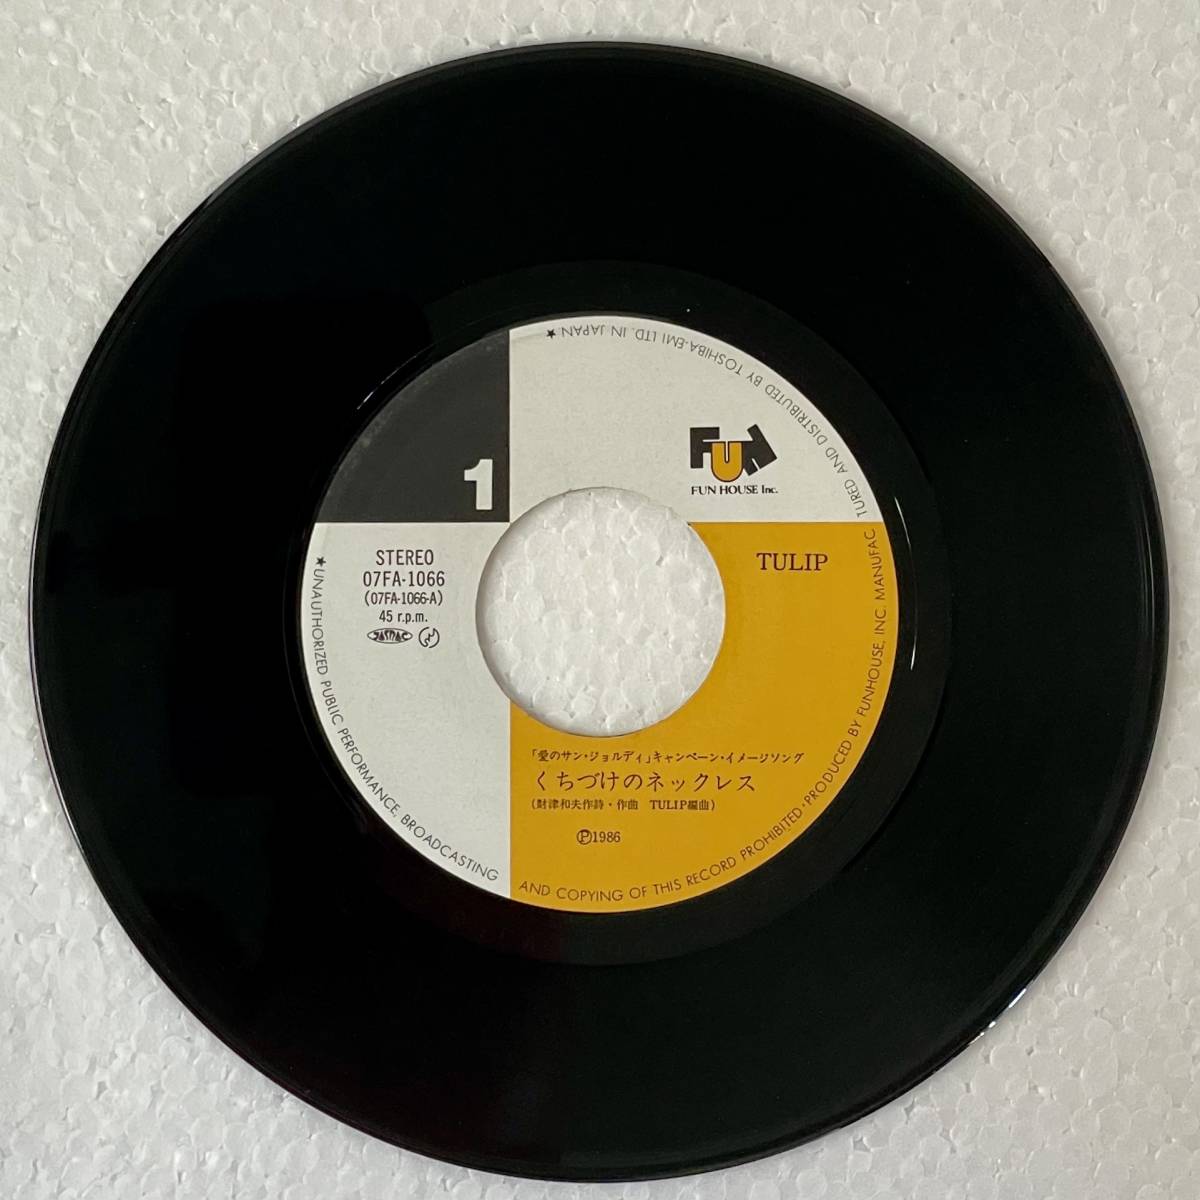 1
FUN
FUN HOUSE Inc.
STEREO
07FA-1066
(07FA-1066-A)
45 r.p.m.
JASRAC
TULIP
「愛のサン・ジョルディ」キャンペーン・イメージソング
くちづけのネックレス
(財津和夫作詩・作曲 TULIP編曲)
Ⓟ1986
★UNAUTHORIZED PUBLIC PERFORMANCE, BROADCASTING AND COPYING OF THIS RECORD PROHIBITED・PRODUCED BY FUNHOUSE, INC. MANUFACTURED AND DISTRIBUTED BY TOSHIBA-EMI LTD. IN JAPAN★